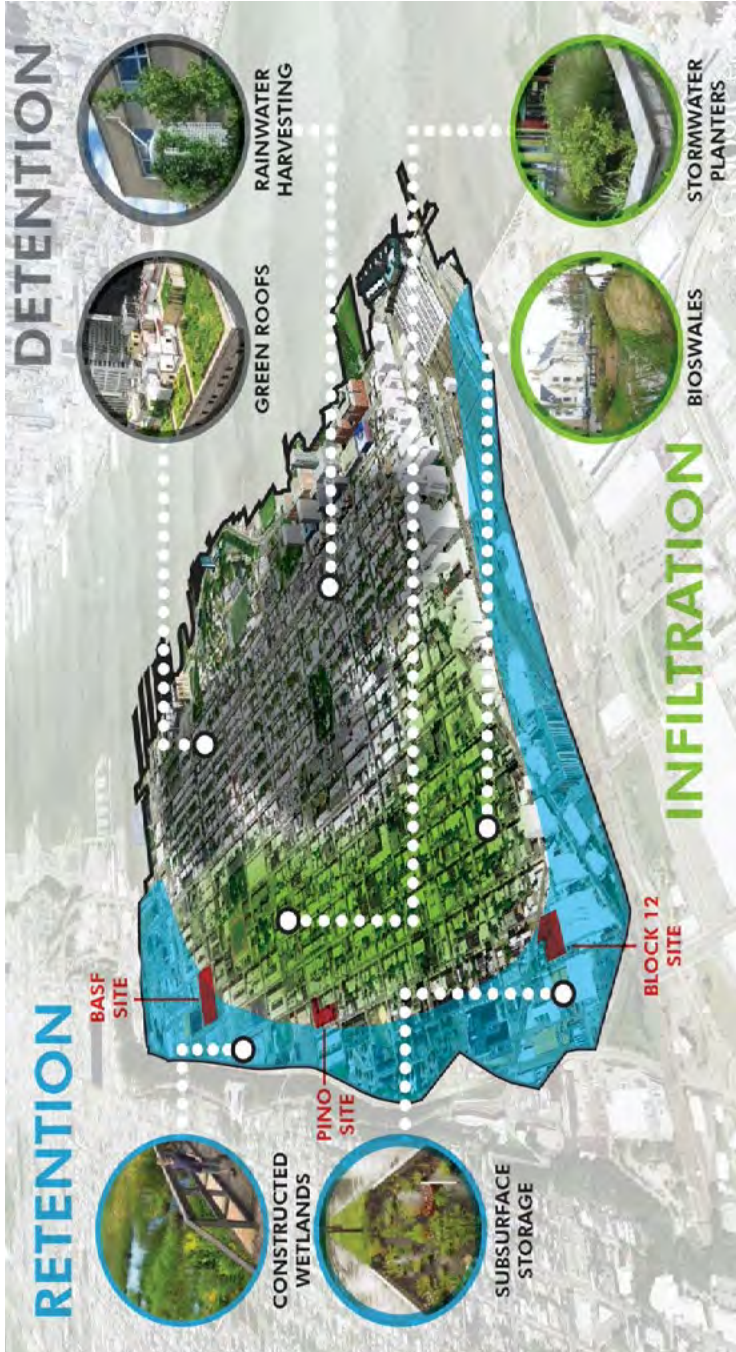 RETENTION
DETENTION
INFILTRATION
CONSTRUCTED
WETLANDS
SUBSURFACE
STORAGE
BASF
SITE
PINO
SITE
BLOCK 12
SITE
GREEN ROOFS
RAINWATER
HARVESTING
BIOSWALES
STORMWATER
PLANTERS